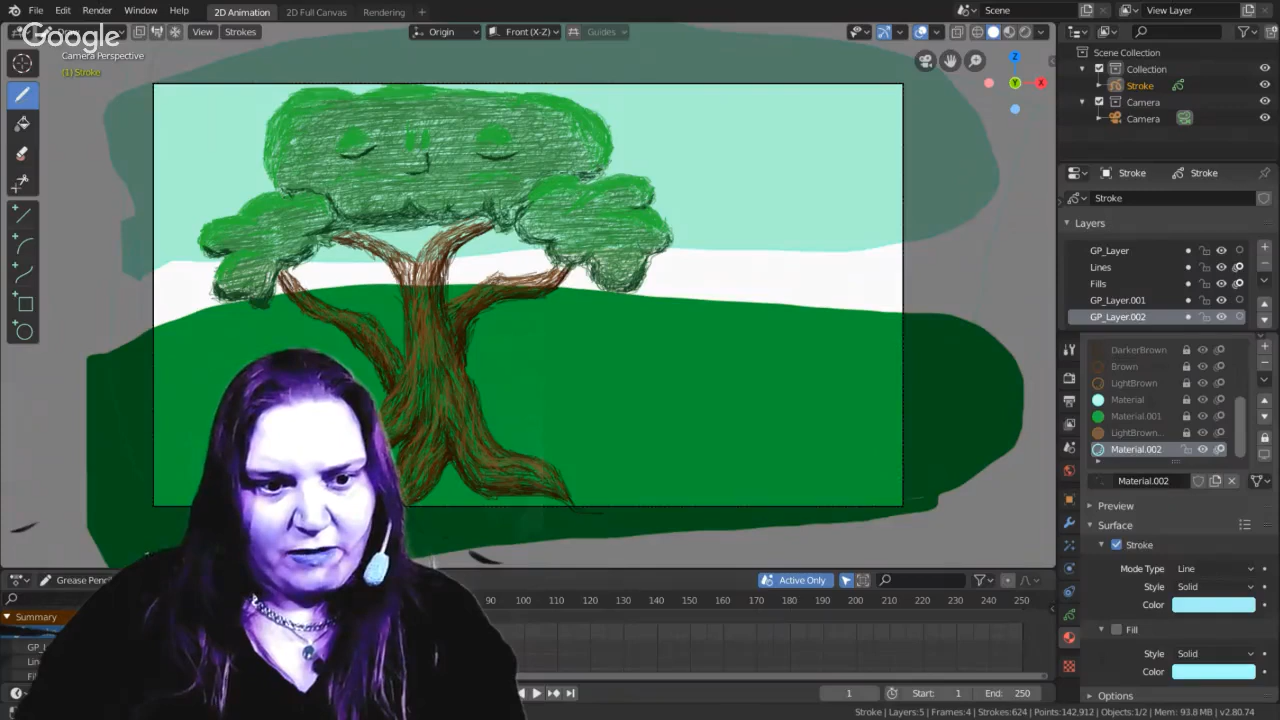 File Edit Render Window Help 2D Animation 2D Full Canvas Rendering + Scene View Layer
Google
View Strokes Origin Front (X-Z) Guides
Camera Perspective
(1) Stroke
Z
Y
X
Scene Collection
Collection
Stroke
Camera
Camera
Stroke Stroke
Stroke
Layers
GP_Layer
Lines
Fills
GP_Layer.001
GP_Layer.002
DarkerBrown
Brown
LightBrown
Material
Material.001
LightBrown...
Material.002
Material.002
Preview
Surface
Stroke
Mode Type Line
Style Solid
Color
Fill
Style Solid
Color
Options
Grease Penc
Active Only
90 100 110 120 130 140 150 160 170 180 190 200 210 220 230 240 250
Summary
GP_L
Line
1 Start: 1 End: 250
Stroke | Layers:5 | Frames:4 | Strokes:624 | Points:142,912 | Objects:1/2 | Mem: 93.8 MB | v2.80.74